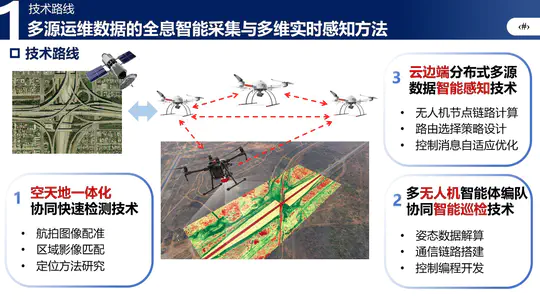 1
技术路线
多源运维数据的全息智能采集与多维实时感知方法
‹#›
技术路线
3
云边端分布式多源
数据智能感知技术
• 无人机节点链路计算
• 路由选择策略设计
• 控制消息自适应优化
1
空天地一体化
协同快速检测技术
• 航拍图像配准
• 区域影像匹配
• 定位方法研究
2
多无人机智能体编队
协同智能巡检技术
• 姿态数据解算
• 通信链路搭建
• 控制编程开发